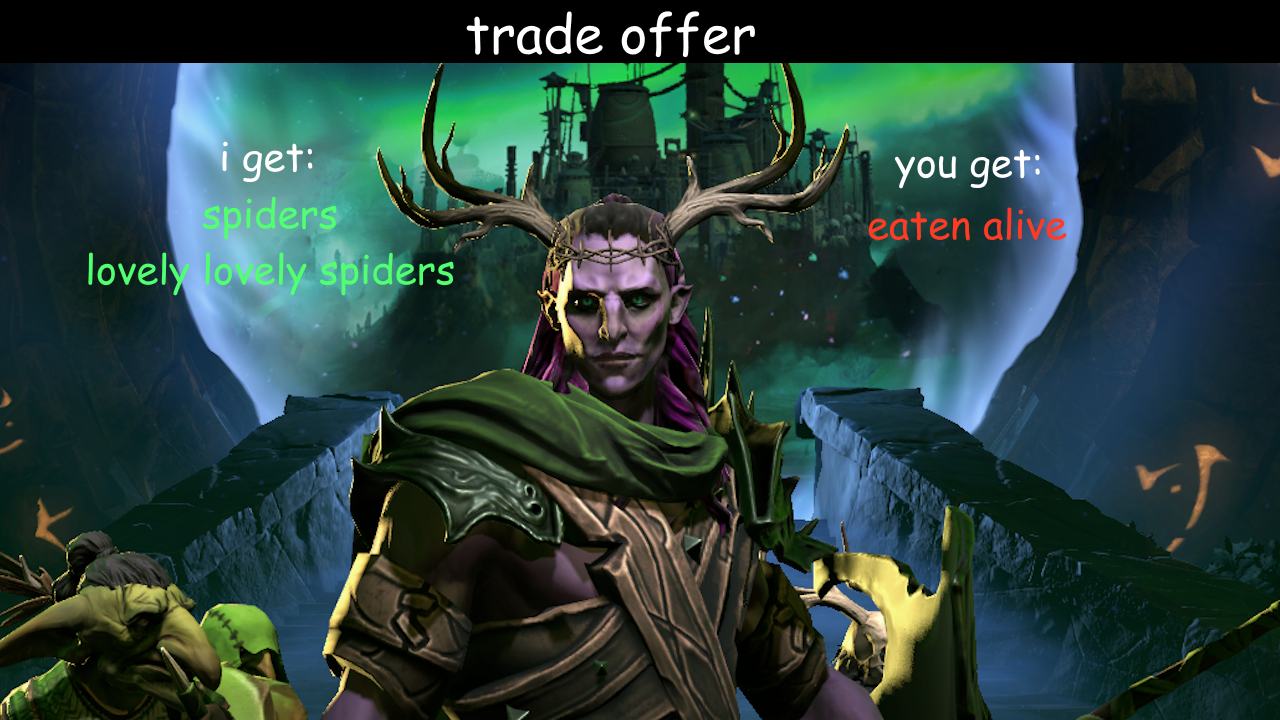 trade offer
i get:
spiders
lovely lovely spiders
you get:
eaten alive